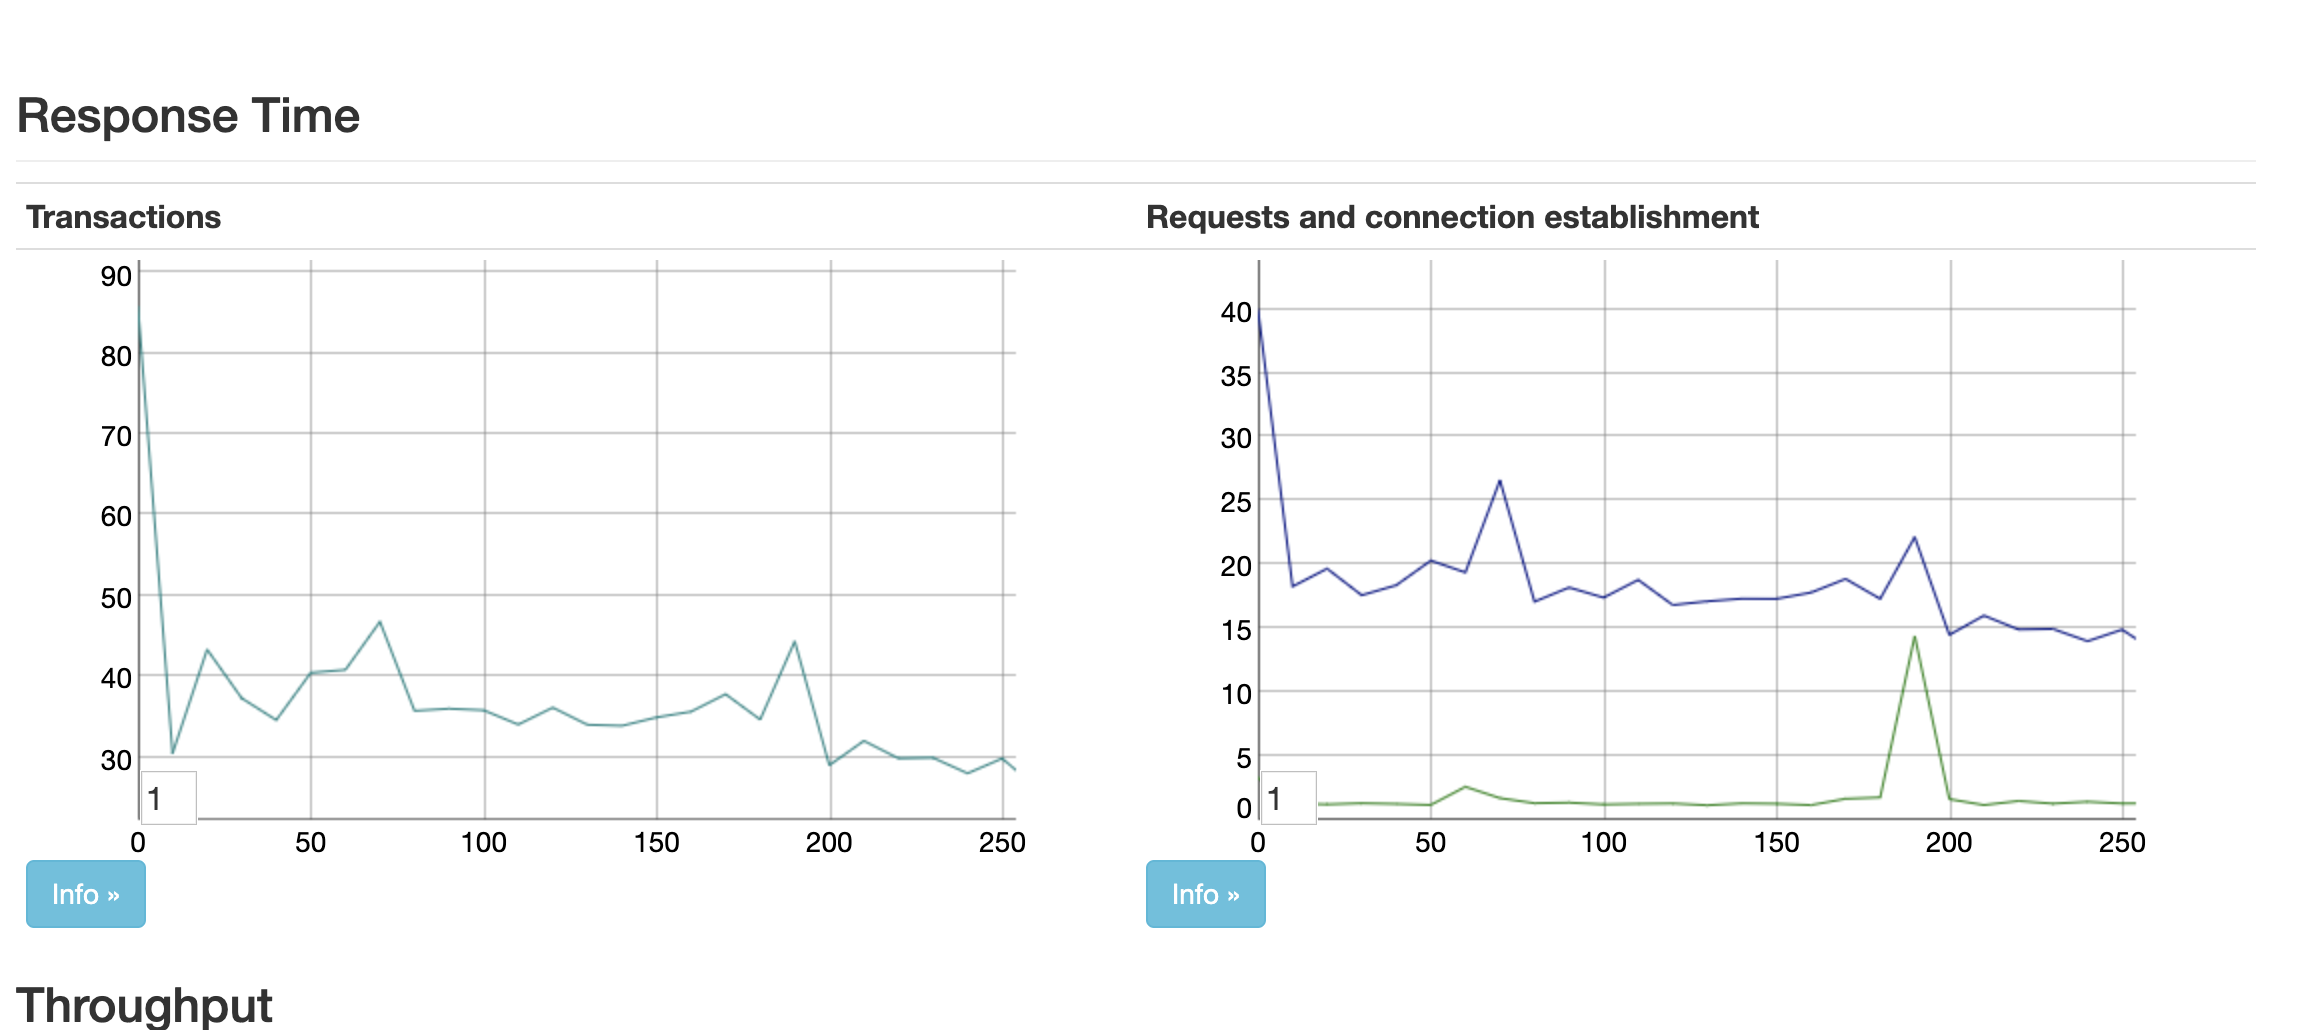 Response Time
Transactions
Requests and connection establishment
90
80
70
60
50
40
30
1
0 50 100 150 200 250
40
35
30
25
20
15
10
5
0
1
0 50 100 150 200 250
Info »
Info »
Throughput